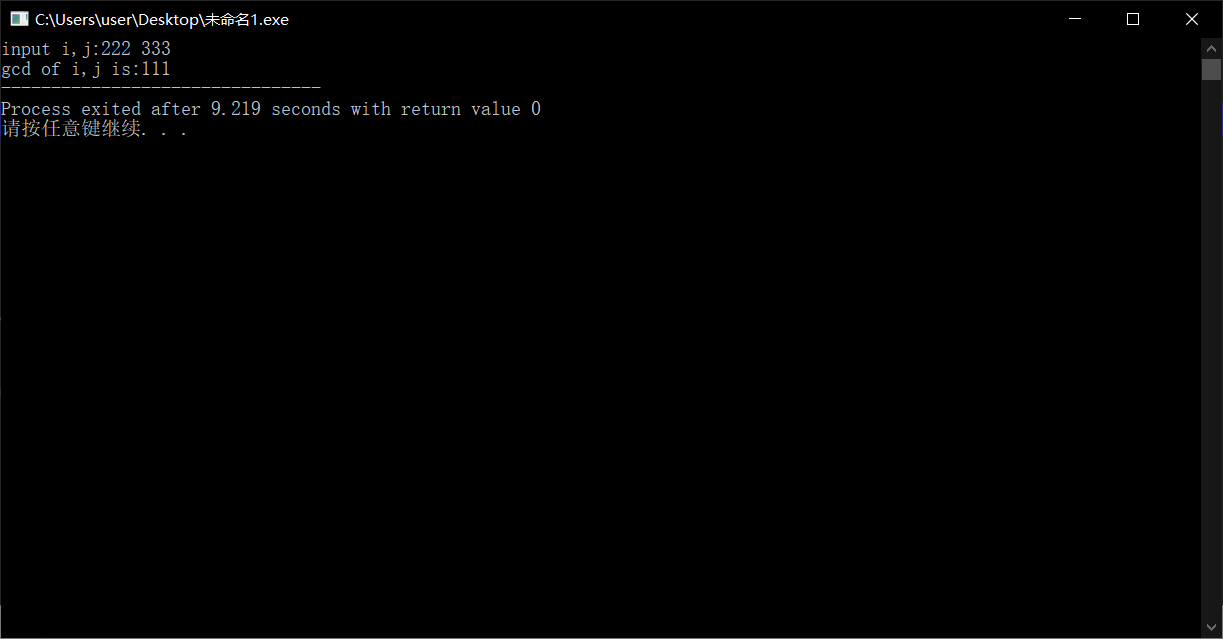 C:\Users\user\Desktop\未命名1.exe
input i,j:222 333
gcd of i,j is:111
--------------------------------
Process exited after 9.219 seconds with return value 0
请按任意键继续. . .